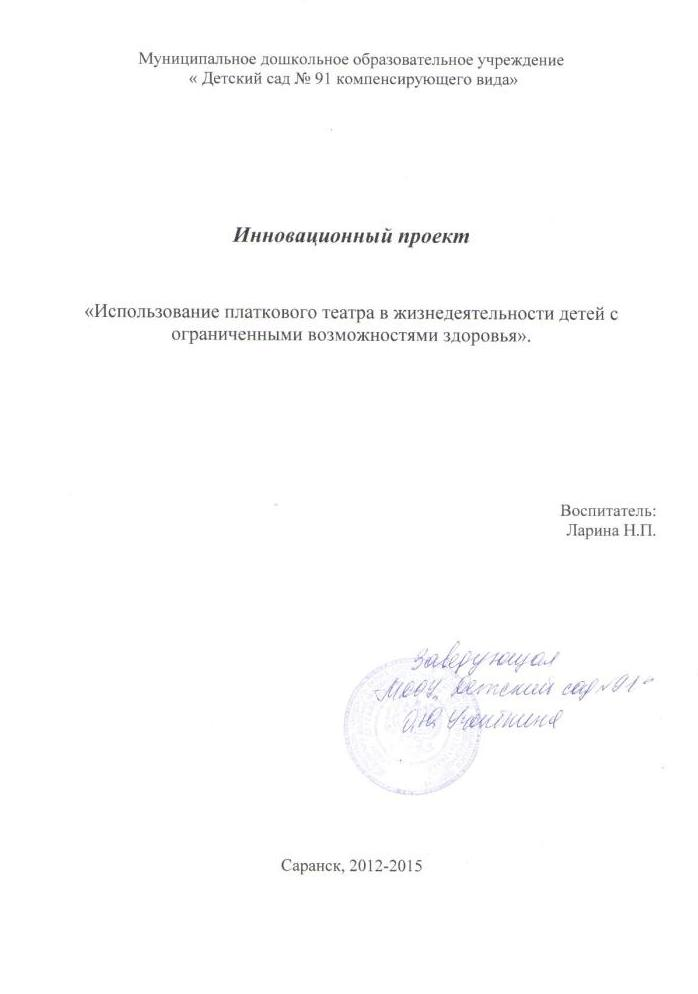 Муниципальное дошкольное образовательное учреждение
« Детский сад № 91 компенсирующего вида»
Инновационный проект
«Использование платкового театра в жизнедеятельности детей с
ограниченными возможностями здоровья».
Воспитатель:
Ларина Н.П.
Заведующая
МДОУ „Детский сад №91"
Саранск, 2012-2015